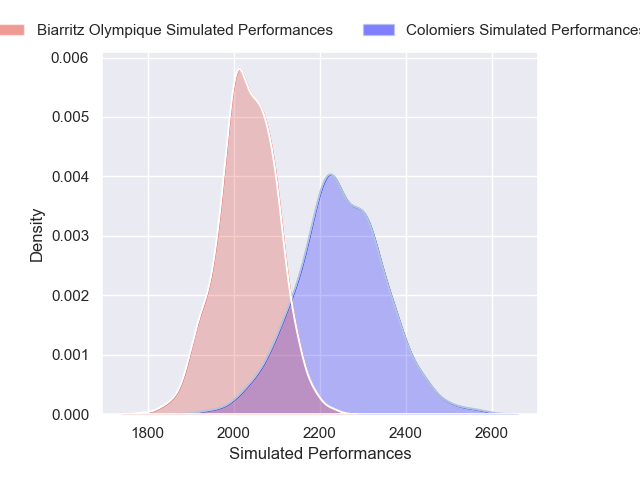 Biarritz Olympique Simulated Performances
Colomiers Simulated Performances
0.006
0.005
0.004
0.003
0.002
0.001
0.000
Density
1800 2000 2200 2400 2600
Simulated Performances